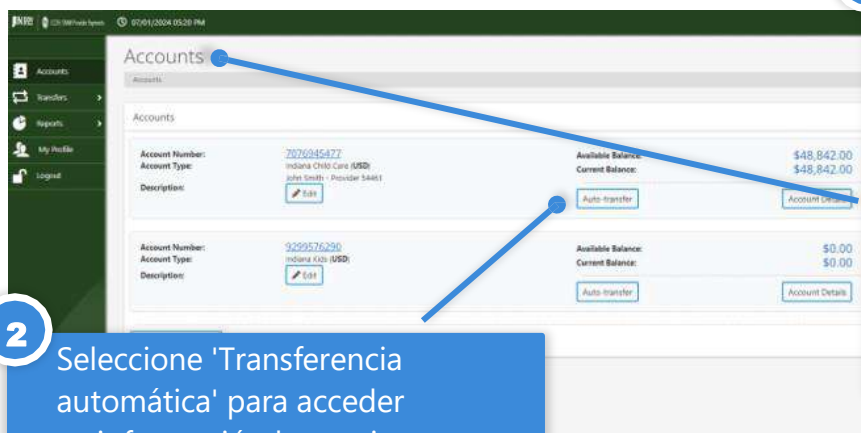 07/01/2024 05:20 PM
Accounts
Accounts
Transfers
Reports
My Profile
Logout
Accounts
Accounts
Account Number: 7076945477
Account Type: Indiana Child Care (USD)
John Smith - Provider 54461
Description: Edit
Available Balance: $48,842.00
Current Balance: $48,842.00
Auto-transfer Account Details
Account Number: 9299576290
Account Type: Indiana Kids (USD)
Description: Edit
Available Balance: $0.00
Current Balance: $0.00
Auto-transfer Account Details
2
Seleccione 'Transferencia
automática' para acceder